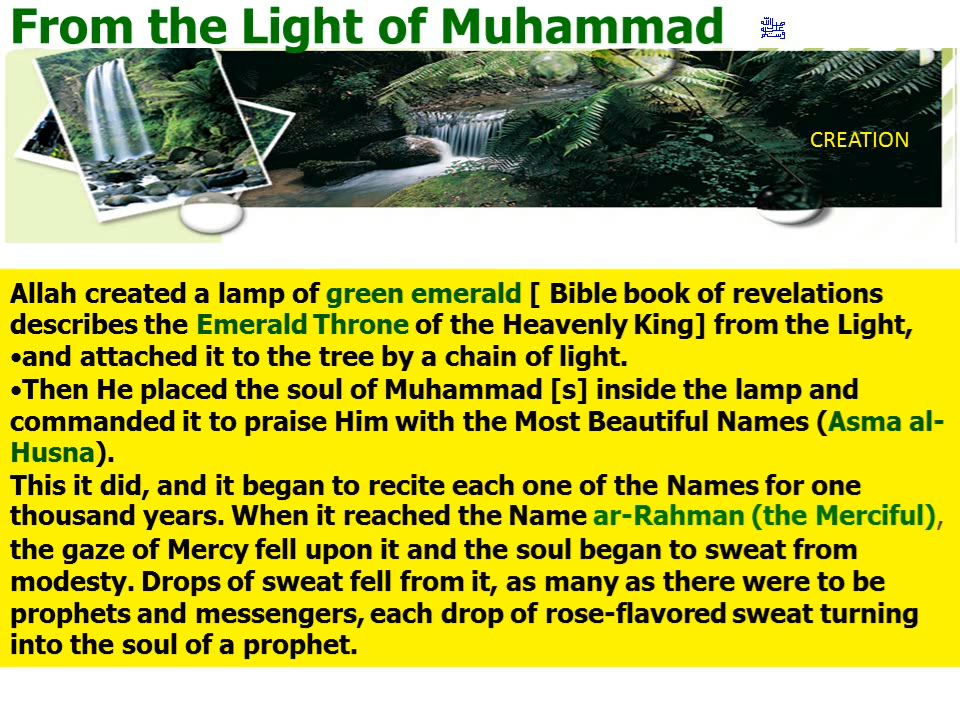 From the Light of Muhammad ﷺ
CREATION
Allah created a lamp of green emerald [ Bible book of revelations
describes the Emerald Throne of the Heavenly King] from the Light,
•and attached it to the tree by a chain of light.
•Then He placed the soul of Muhammad [s] inside the lamp and
commanded it to praise Him with the Most Beautiful Names (Asma al-
Husna).
This it did, and it began to recite each one of the Names for one
thousand years. When it reached the Name ar-Rahman (the Merciful),
the gaze of Mercy fell upon it and the soul began to sweat from
modesty. Drops of sweat fell from it, as many as there were to be
prophets and messengers, each drop of rose-flavored sweat turning
into the soul of a prophet.